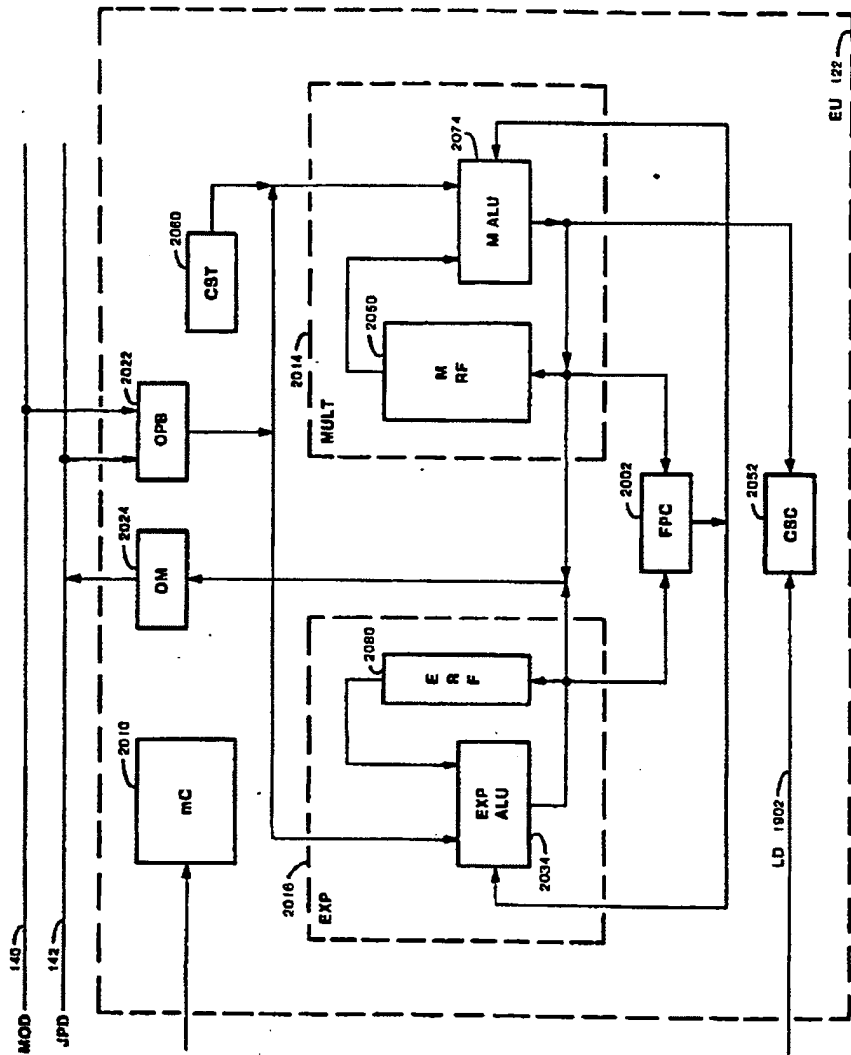 MOD 140
JPD 142
2010
mC
2024
OM
2022
OPB
2060
CST
2016
EXP
2034
EXP
ALU
2080
E
R
F
2014
MULT
2050
M
RF
2074
M ALU
2002
FPC
LD 1902
2052
CSC
EU 122